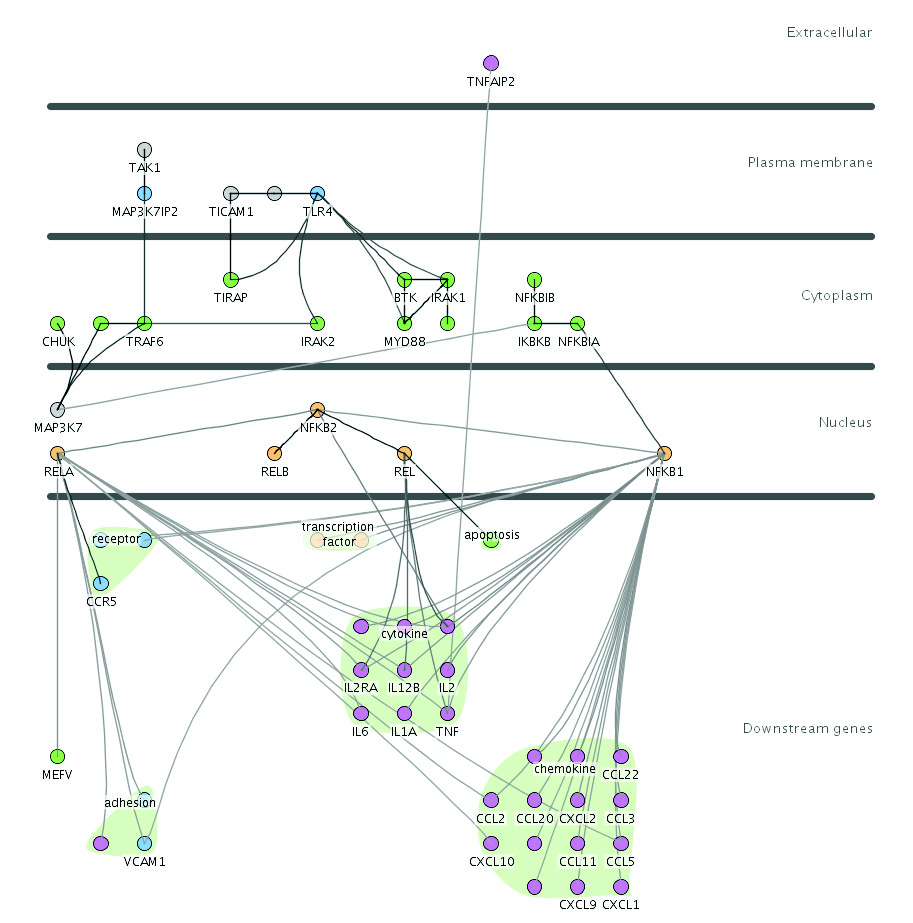 Extracellular
TNFAIP2
Plasma membrane
TAK1
MAP3K7IP2
TICAM1
TLR4
Cytoplasm
TIRAP
BTK
IRAK1
NFKBIB
CHUK
TRAF6
IRAK2
MYD88
IKBKB
NFKBIA
Nucleus
MAP3K7
NFKB2
RELA
RELB
REL
NFKB1
receptor
transcription
factor
apoptosis
CCR5
cytokine
IL2RA
IL12B
IL2
IL6
IL1A
TNF
Downstream genes
MEFV
chemokine
CCL22
adhesion
CCL2
CCL20
CXCL2
CCL3
VCAM1
CXCL10
CCL11
CCL5
CXCL9
CXCL1